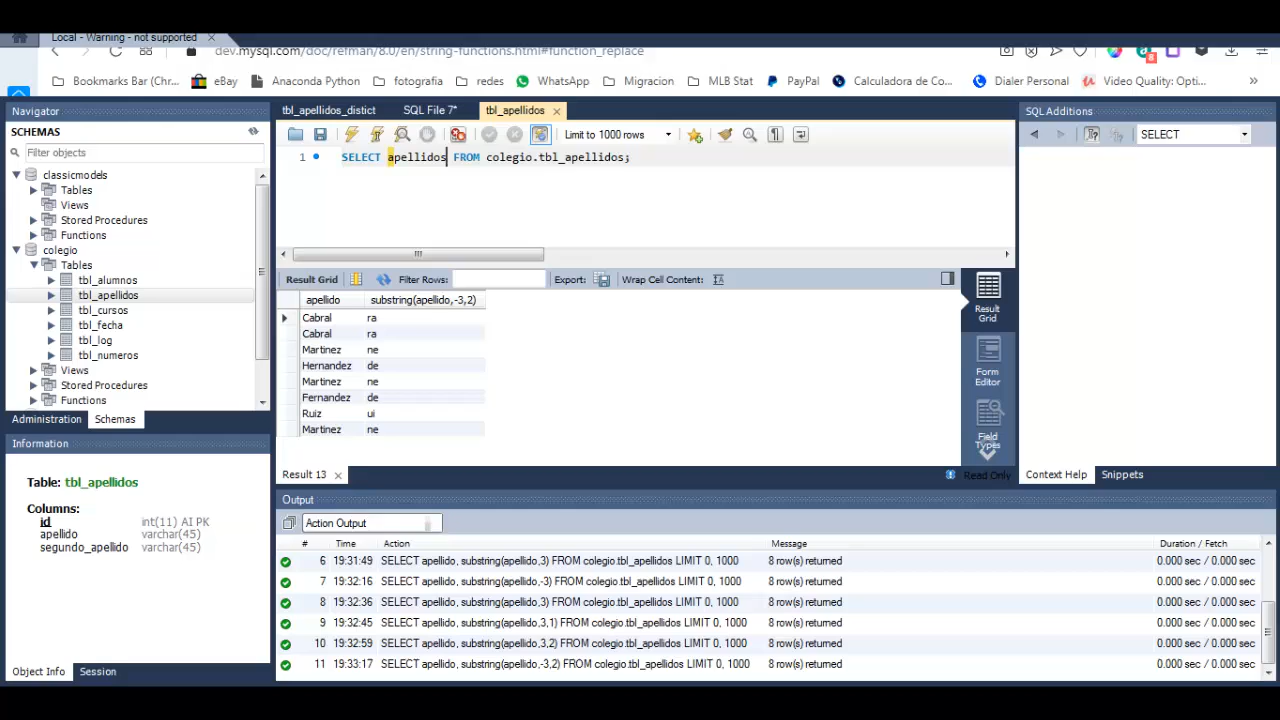 Local - Warning - not supported
dev.mysql.com/doc/refman/8.0/en/string-functions.html#function_replace
8
Bookmarks Bar (Chr... eBay Anaconda Python fotografia redes WhatsApp Migracion MLB Stat PayPal Calculadora de Co... Dialer Personal Video Quality: Opti... »
Navigator
SCHEMAS
Filter objects
classicmodels
Tables
Views
Stored Procedures
Functions
colegio
Tables
tbl_alumnos
tbl_apellidos
tbl_cursos
tbl_fecha
tbl_log
tbl_numeros
Views
Stored Procedures
Functions
Administration Schemas
Information
Table: tbl_apellidos
Columns:
id int(11) AI PK
apellido varchar(45)
segundo_apellido varchar(45)
Object Info Session
tbl_apellidos_distict SQL File 7* tbl_apellidos
Limit to 1000 rows
1 SELECT apellidos FROM colegio.tbl_apellidos;
Result Grid Filter Rows: Export: Wrap Cell Content:
apellido substring(apellido,-3,2)
Cabral ra
Cabral ra
Martinez ne
Hernandez de
Martinez ne
Fernandez de
Ruiz ui
Martinez ne
Result
Grid
Form
Editor
Field
Types
Result 13
Read Only
Output
Action Output
# Time Action Message Duration / Fetch
6 19:31:49 SELECT apellido, substring(apellido,3) FROM colegio.tbl_apellidos LIMIT 0, 1000 8 row(s) returned 0.000 sec / 0.000 sec
7 19:32:16 SELECT apellido, substring(apellido,-3) FROM colegio.tbl_apellidos LIMIT 0, 1000 8 row(s) returned 0.000 sec / 0.000 sec
8 19:32:36 SELECT apellido, substring(apellido,3) FROM colegio.tbl_apellidos LIMIT 0, 1000 8 row(s) returned 0.000 sec / 0.000 sec
9 19:32:45 SELECT apellido, substring(apellido,3,1) FROM colegio.tbl_apellidos LIMIT 0, 1000 8 row(s) returned 0.000 sec / 0.000 sec
10 19:32:59 SELECT apellido, substring(apellido,3,2) FROM colegio.tbl_apellidos LIMIT 0, 1000 8 row(s) returned 0.000 sec / 0.000 sec
11 19:33:17 SELECT apellido, substring(apellido,-3,2) FROM colegio.tbl_apellidos LIMIT 0, 1000 8 row(s) returned 0.000 sec / 0.000 sec
SQL Additions
SELECT
Context Help Snippets